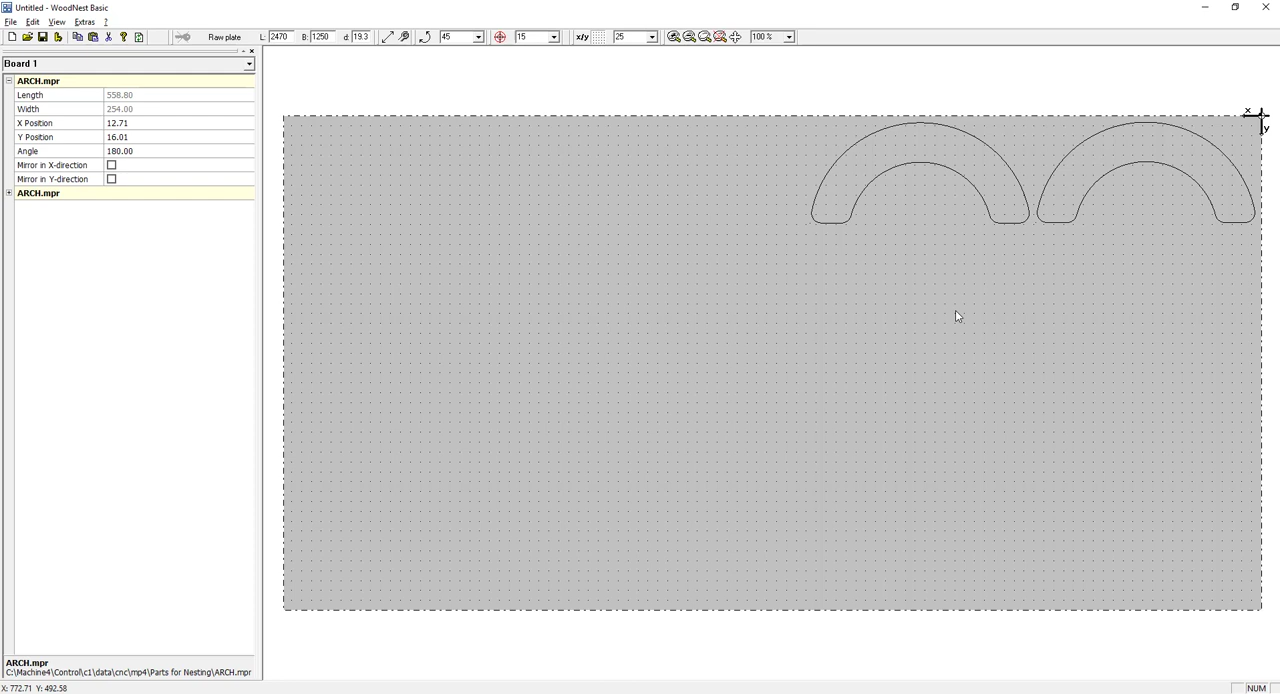 Untitled - WoodNest Basic
File Edit View Extras ?
Raw plate L: 2470 B: 1250 d: 19.3 45 15 x/y 25 100 %
Board 1
ARCH.mpr
Length 558.80
Width 254.00
X Position 12.71
Y Position 16.01
Angle 180.00
Mirror in X-direction
Mirror in Y-direction
ARCH.mpr
x
y
ARCH.mpr
C:\Machine4\Control\c1\data\cnc\mp4\Parts for Nesting\ARCH.mpr
X: 772.71 Y: 492.58
NUM